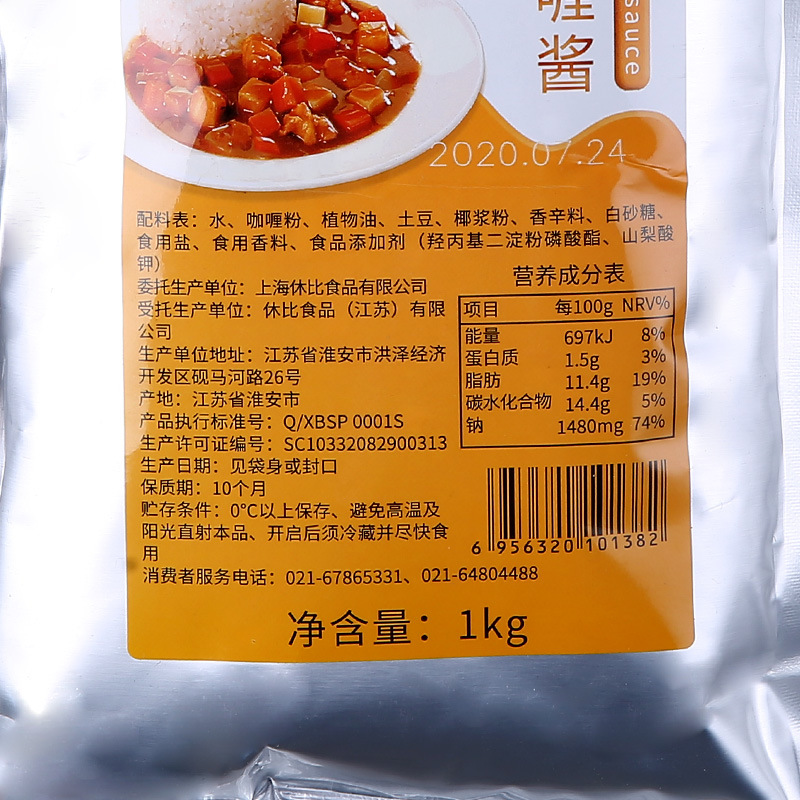 酱
sauce
2020.07.24
配料表：水、咖喱粉、植物油、土豆、椰浆粉、香辛料、白砂糖、
食用盐、食用香料、食品添加剂（羟丙基二淀粉磷酸酯、山梨酸
钾）
委托生产单位：上海休比食品有限公司
受托生产单位：休比食品（江苏）有限
公司
生产单位地址：江苏省淮安市洪泽经济
开发区砚马河路26号
产地：江苏省淮安市
产品执行标准号：Q/XBSP 0001S
生产许可证编号：SC10332082900313
生产日期：见袋身或封口
保质期：10个月
贮存条件：0℃以上保存、避免高温及
阳光直射本品、开启后须冷藏并尽快食
用
消费者服务电话：021-67865331、021-64804488
营养成分表
项目 每100g NRV%
能量 697kJ 8%
蛋白质 1.5g 3%
脂肪 11.4g 19%
碳水化合物 14.4g 5%
钠 1480mg 74%
6 956320 101382
净含量：1kg